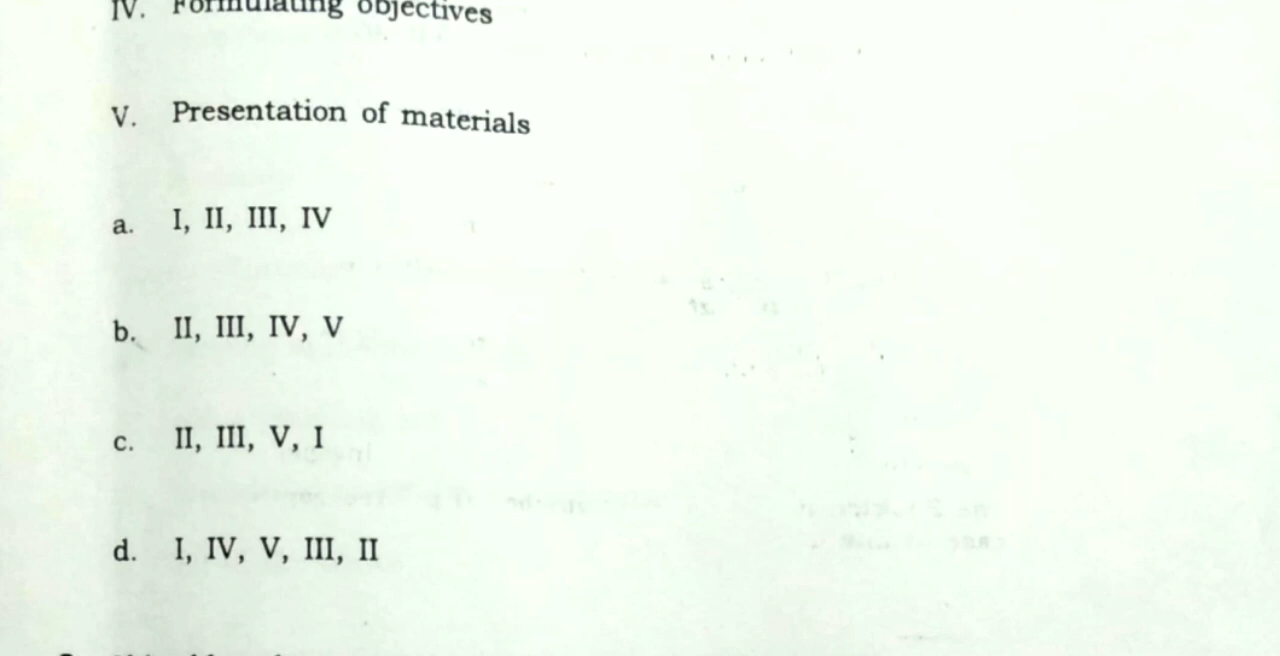 IV. Formulating objectives
V. Presentation of materials
a. I, II, III, IV
b. II, III, IV, V
c. II, III, V, I
d. I, IV, V, III, II